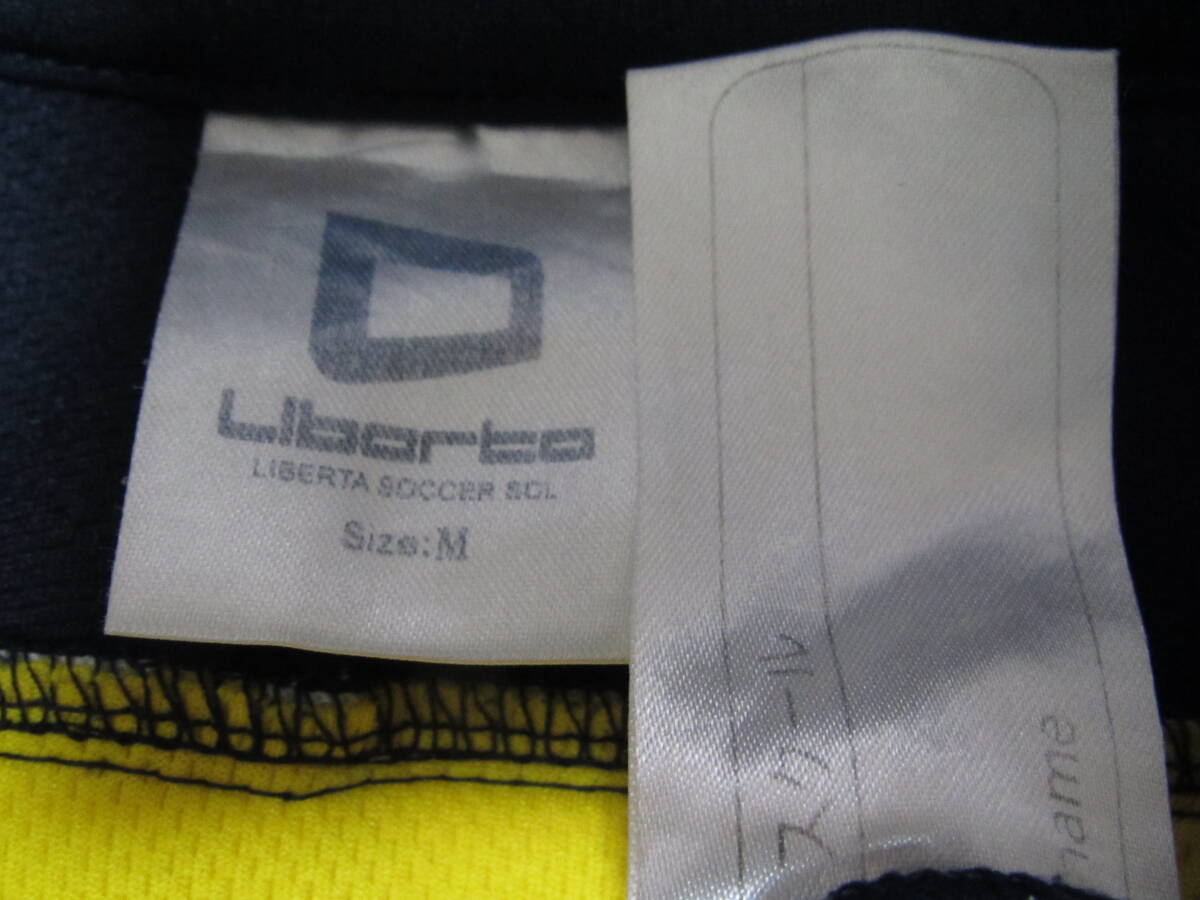 Liberta
LIBERTA SOCCER SCL
Size:M
スクール
name